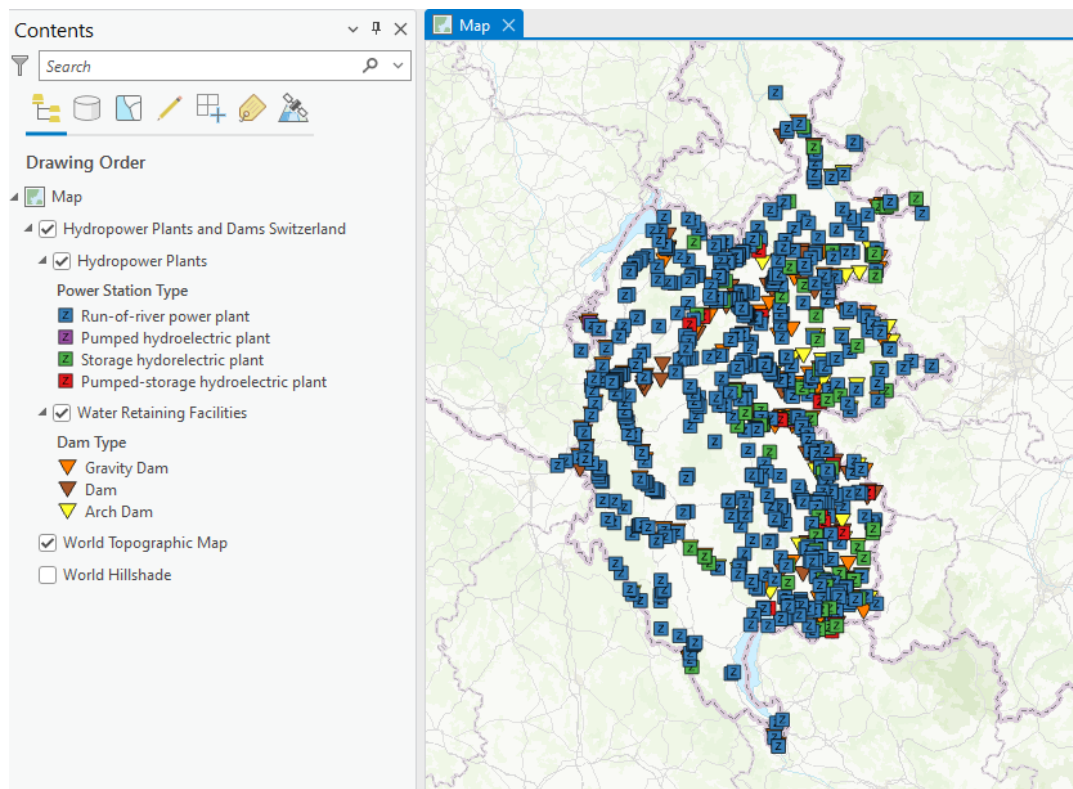 Contents
Search
Drawing Order
Map
Hydropower Plants and Dams Switzerland
Hydropower Plants
Power Station Type
Run-of-river power plant
Pumped hydroelectric plant
Storage hydorelectric plant
Pumped-storage hydroelectric plant
Water Retaining Facilities
Dam Type
Gravity Dam
Dam
Arch Dam
World Topographic Map
World Hillshade
Map